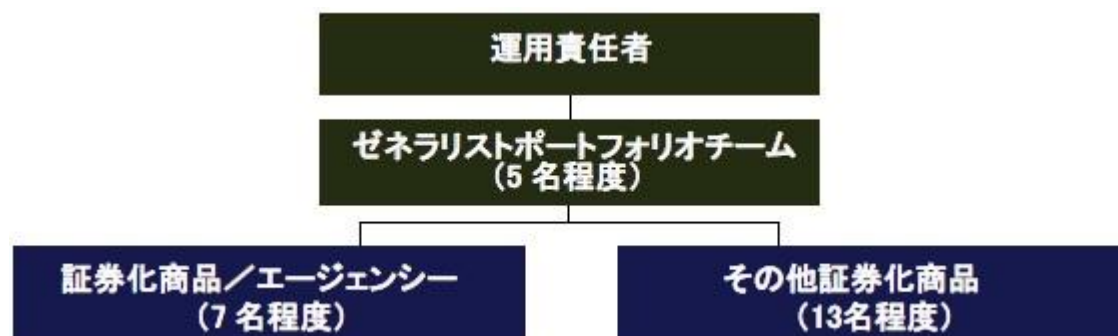 運用責任者
ゼネラリストポートフォリオチーム
(5 名程度)
証券化商品/エージェンシー
(7 名程度)
その他証券化商品
(13名程度)